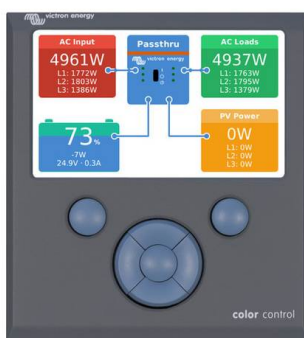 victron energy
AC Input
4961W
L1: 1772W
L2: 1803W
L3: 1386W
Passthru
victron energy
AC Loads
4937W
L1: 1763W
L2: 1795W
L3: 1379W
73%
-7W
24.9V · 0.3A
PV Power
0W
L1: 0W
L2: 0W
L3: 0W
color control